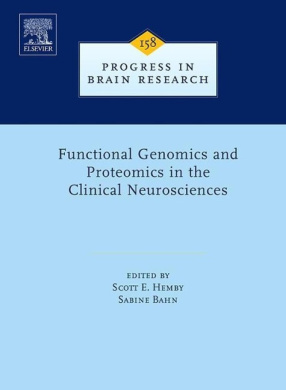 ELSEVIER
158
PROGRESS IN
BRAIN RESEARCH
Functional Genomics and
Proteomics in the
Clinical Neurosciences
EDITED BY
SCOTT E. HEMBY
SABINE BAHN